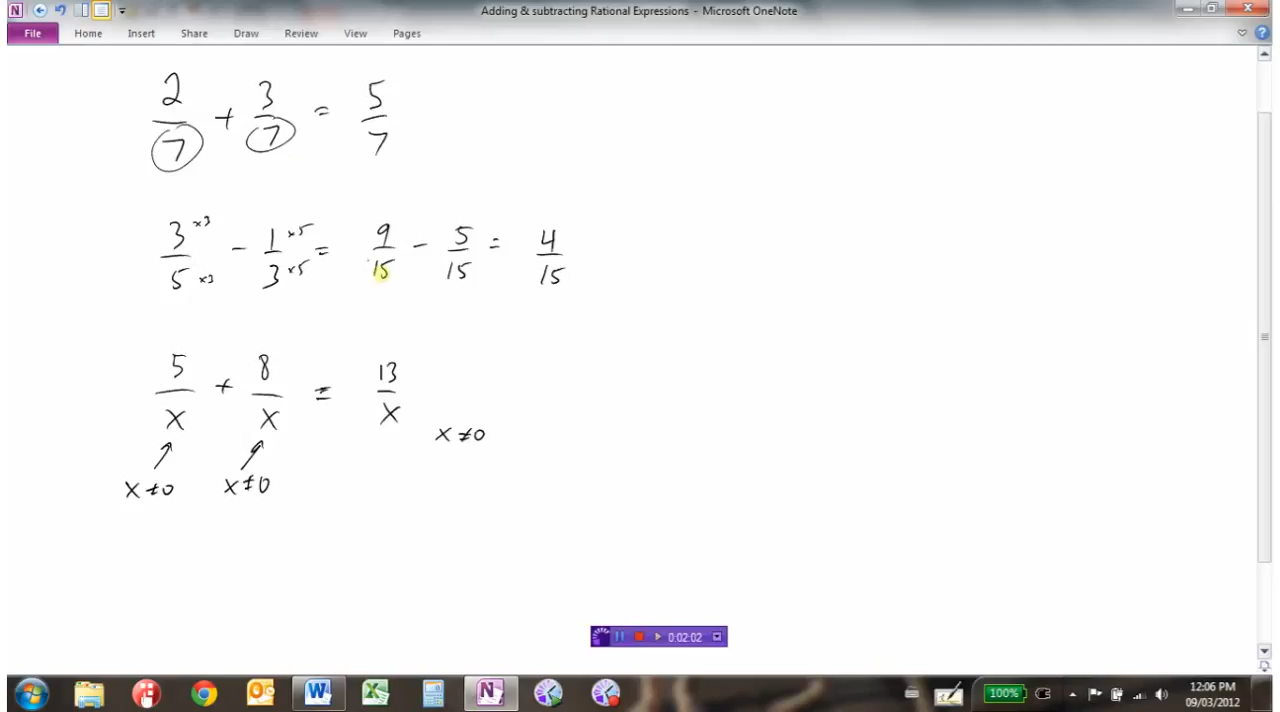 Adding & subtracting Rational Expressions - Microsoft OneNote
File Home Insert Share Draw Review View Pages
2/7 + 3/7 = 5/7
3 ×3/5 ×3 - 1 ×5/3 ×5 = 9/15 - 5/15 = 4/15
5/x + 8/x = 13/x
x ≠ 0
x ≠ 0 x ≠ 0
0:02:02
100%
12:06 PM
09/03/2012